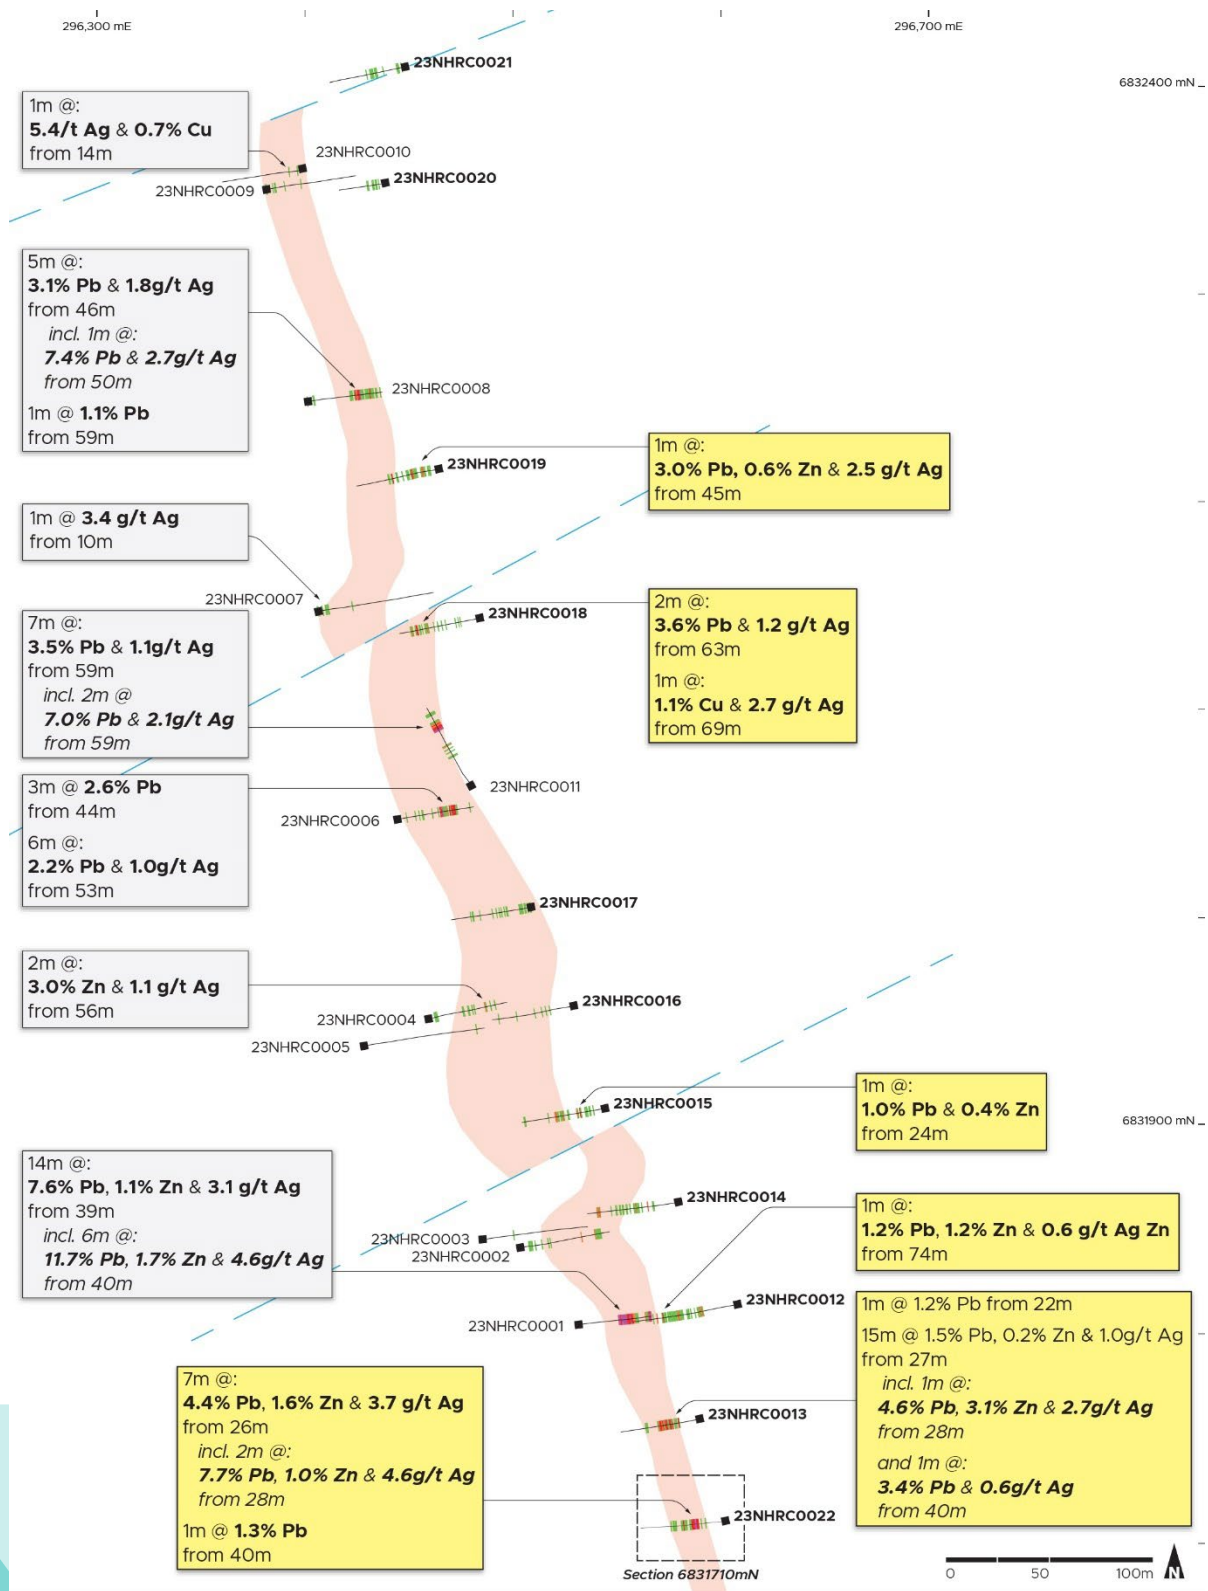 296,300 mE
296,700 mE
23NHRC0021
6832400 mN
1m @:
5.4/t Ag & 0.7% Cu
from 14m
23NHRC0010
23NHRC0009
23NHRC0020
5m @:
3.1% Pb & 1.8g/t Ag
from 46m
incl. 1m @:
7.4% Pb & 2.7g/t Ag
from 50m
1m @ 1.1% Pb
from 59m
23NHRC0008
23NHRC0019
1m @:
3.0% Pb, 0.6% Zn & 2.5 g/t Ag
from 45m
1m @ 3.4 g/t Ag
from 10m
23NHRC0007
23NHRC0018
2m @:
3.6% Pb & 1.2 g/t Ag
from 63m
1m @:
1.1% Cu & 2.7 g/t Ag
from 69m
7m @:
3.5% Pb & 1.1g/t Ag
from 59m
incl. 2m @
7.0% Pb & 2.1g/t Ag
from 59m
23NHRC0011
3m @ 2.6% Pb
from 44m
6m @:
2.2% Pb & 1.0g/t Ag
from 53m
23NHRC0006
23NHRC0017
2m @:
3.0% Zn & 1.1 g/t Ag
from 56m
23NHRC0016
23NHRC0004
23NHRC0005
1m @:
1.0% Pb & 0.4% Zn
from 24m
23NHRC0015
6831900 mN
14m @:
7.6% Pb, 1.1% Zn & 3.1 g/t Ag
from 39m
incl. 6m @:
11.7% Pb, 1.7% Zn & 4.6g/t Ag
from 40m
23NHRC0014
23NHRC0003
23NHRC0002
1m @:
1.2% Pb, 1.2% Zn & 0.6 g/t Ag Zn
from 74m
23NHRC0012
23NHRC0001
1m @ 1.2% Pb from 22m
15m @ 1.5% Pb, 0.2% Zn & 1.0g/t Ag
from 27m
incl. 1m @:
4.6% Pb, 3.1% Zn & 2.7g/t Ag
from 28m
and 1m @:
3.4% Pb & 0.6g/t Ag
from 40m
7m @:
4.4% Pb, 1.6% Zn & 3.7 g/t Ag
from 26m
incl. 2m @:
7.7% Pb, 1.0% Zn & 4.6g/t Ag
from 28m
1m @ 1.3% Pb
from 40m
23NHRC0013
23NHRC0022
Section 6831710mN
0 50 100m
N